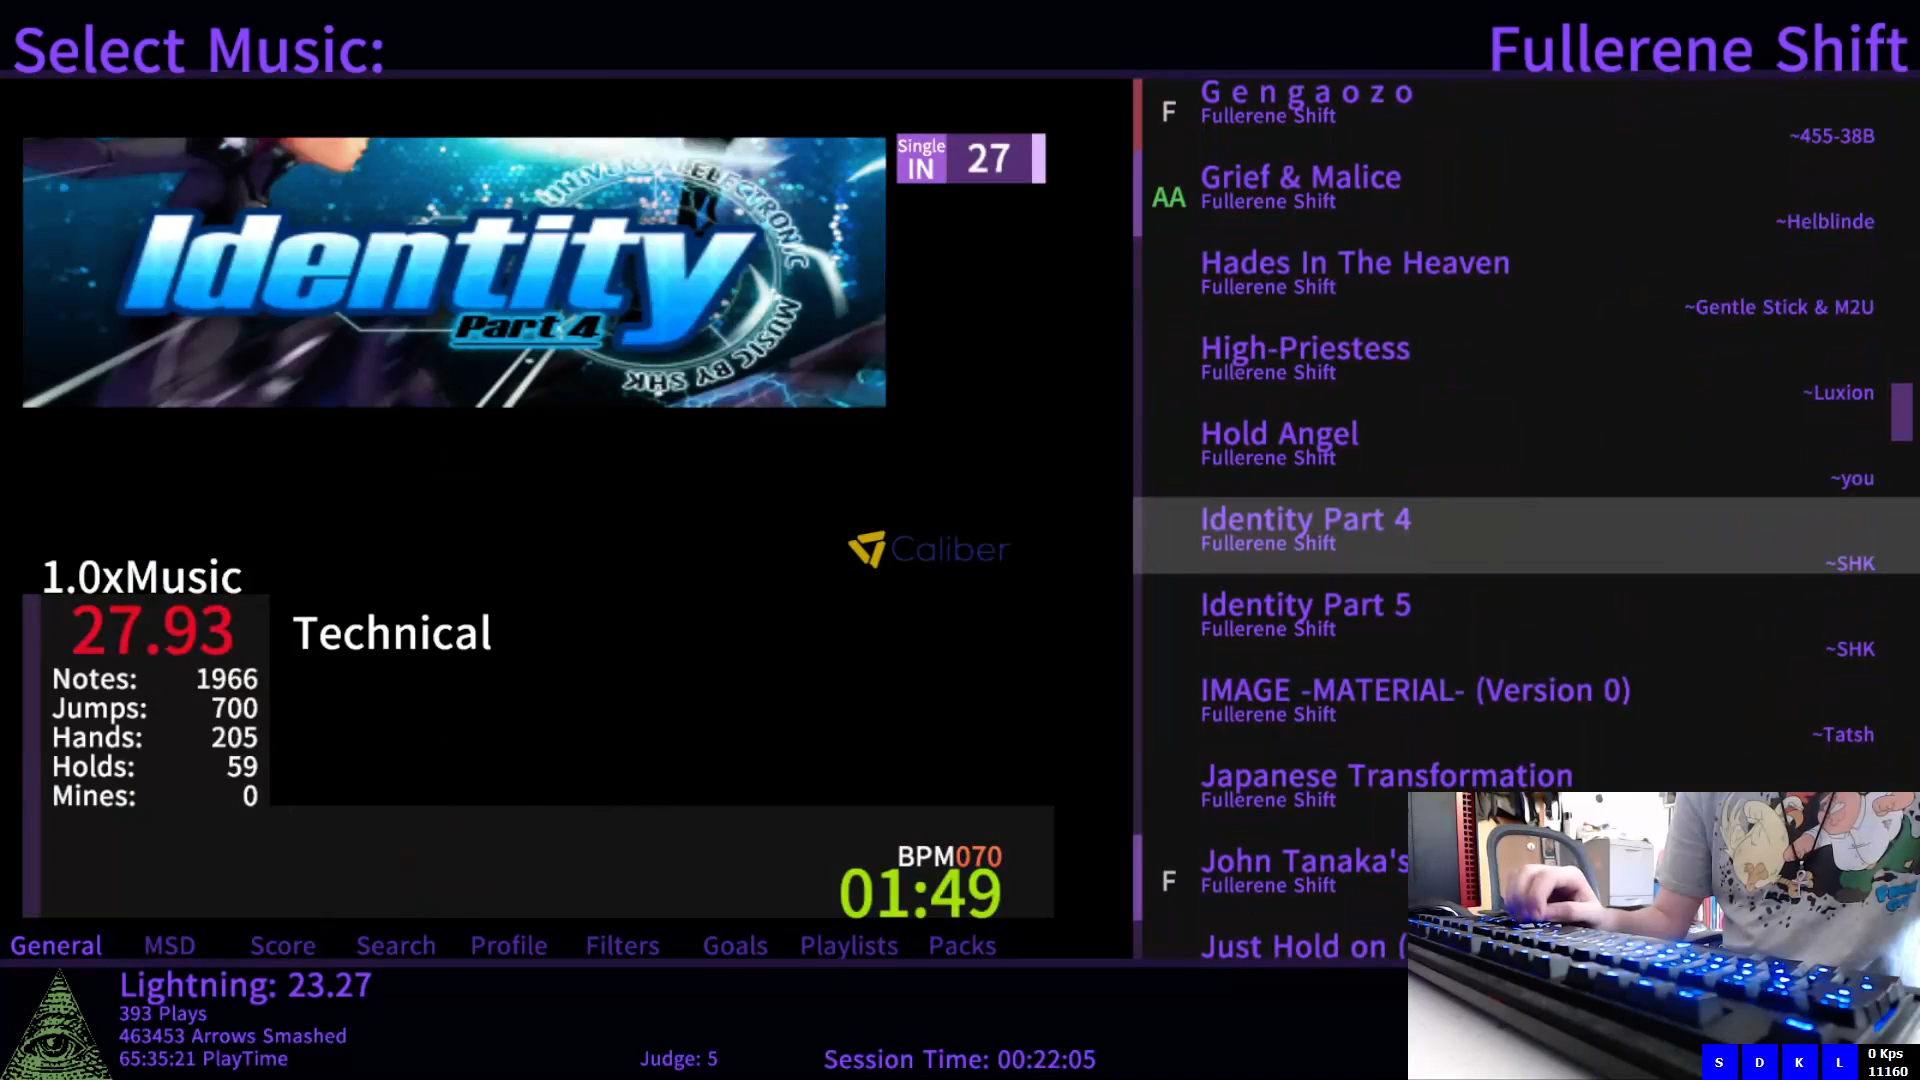 Select Music:
Fullerene Shift
UNIVERSAL ELECTRONIC
MUSIC BY SHK
Identity
Part 4
Single
IN
27
Caliber
1.0xMusic
27.93
Technical
Notes: 1966
Jumps: 700
Hands: 205
Holds: 59
Mines: 0
BPM070
01:49
F
Gengaozo
Fullerene Shift
~455-38B
AA
Grief & Malice
Fullerene Shift
~Helblinde
Hades In The Heaven
Fullerene Shift
~Gentle Stick & M2U
High-Priestess
Fullerene Shift
~Luxion
Hold Angel
Fullerene Shift
~you
Identity Part 4
Fullerene Shift
~SHK
Identity Part 5
Fullerene Shift
~SHK
IMAGE -MATERIAL- (Version 0)
Fullerene Shift
~Tatsh
Japanese Transformation
Fullerene Shift
F
John Tanaka's
Fullerene Shift
Just Hold on (
General MSD Score Search Profile Filters Goals Playlists Packs
Lightning: 23.27
393 Plays
463453 Arrows Smashed
65:35:21 PlayTime
Judge: 5
Session Time: 00:22:05
S D K L
0 Kps
11160